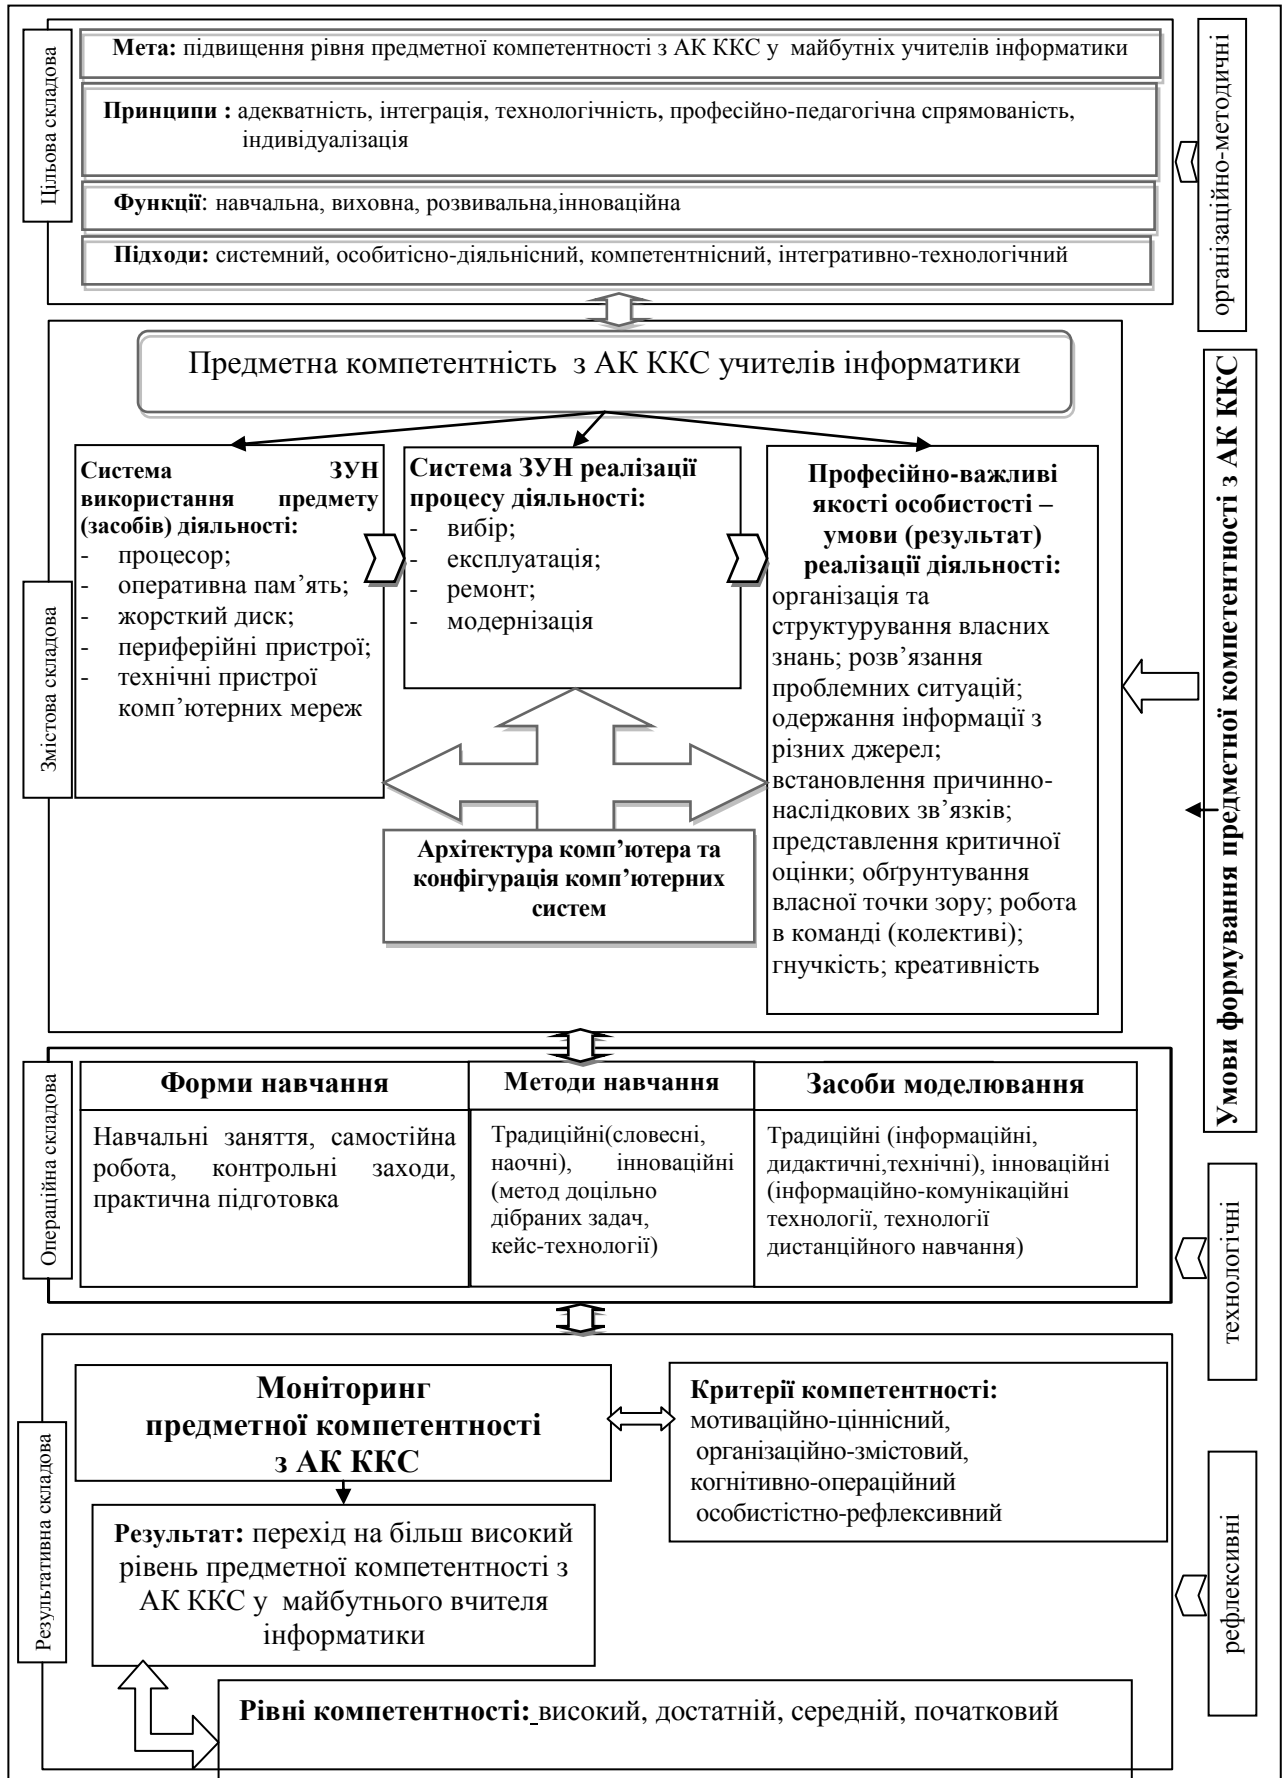 Цільова складова
Мета: підвищення рівня предметної компетентності з АК ККС у майбутніх учителів інформатики
Принципи : адекватність, інтеграція, технологічність, професійно-педагогічна спрямованість,
індивідуалізація
Функції: навчальна, виховна, розвивальна,інноваційна
Підходи: системний, особитісно-діяльнісний, компетентнісний, інтегративно-технологічний
організаційно-методичні
Умови формування предметної компетентності з АК ККС
Змістова складова
Предметна компетентність з АК ККС учителів інформатики
Система ЗУН
використання предмету
(засобів) діяльності:
- процесор;
- оперативна пам’ять;
- жорсткий диск;
- периферійні пристрої;
- технічні пристрої
комп’ютерних мереж
Система ЗУН реалізації
процесу діяльності:
- вибір;
- експлуатація;
- ремонт;
- модернізація
Професійно-важливі
якості особистості –
умови (результат)
реалізації діяльності:
організація та
структурування власних
знань; розв’язання
проблемних ситуацій;
одержання інформації з
різних джерел;
встановлення причинно-
наслідкових зв’язків;
представлення критичної
оцінки; обґрунтування
власної точки зору; робота
в команді (колективі);
гнучкість; креативність
Архітектура комп’ютера та
конфігурація комп’ютерних
систем
Операційна складова
Форми навчання
Навчальні заняття, самостійна
робота, контрольні заходи,
практична підготовка
Методи навчання
Традиційні(словесні,
наочні), інноваційні
(метод доцільно
дібраних задач,
кейс-технології)
Засоби моделювання
Традиційні (інформаційні,
дидактичні,технічні), інноваційні
(інформаційно-комунікаційні
технології, технології
дистанційного навчання)
технологічні
Результативна складова
Моніторинг
предметної компетентності
з АК ККС
Критерії компетентності:
мотиваційно-ціннісний,
організаційно-змістовий,
когнітивно-операційний
особистістно-рефлексивний
Результат: перехід на більш високий
рівень предметної компетентності з
АК ККС у майбутнього вчителя
інформатики
Рівні компетентності: високий, достатній, середній, початковий
рефлексивні